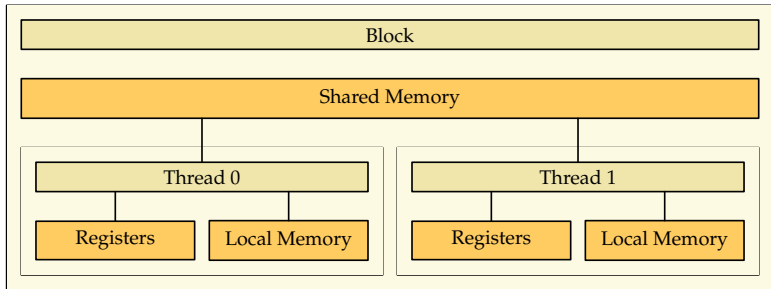 Block
Shared Memory
Thread 0
Thread 1
Registers
Local Memory
Registers
Local Memory